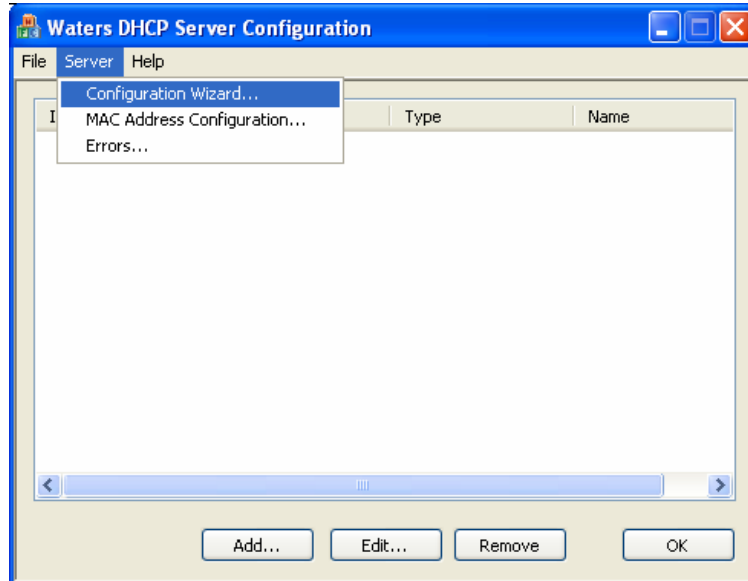 Waters DHCP Server Configuration
File Server Help
Configuration Wizard...
MAC Address Configuration...
Errors...
Type Name
Add... Edit... Remove OK